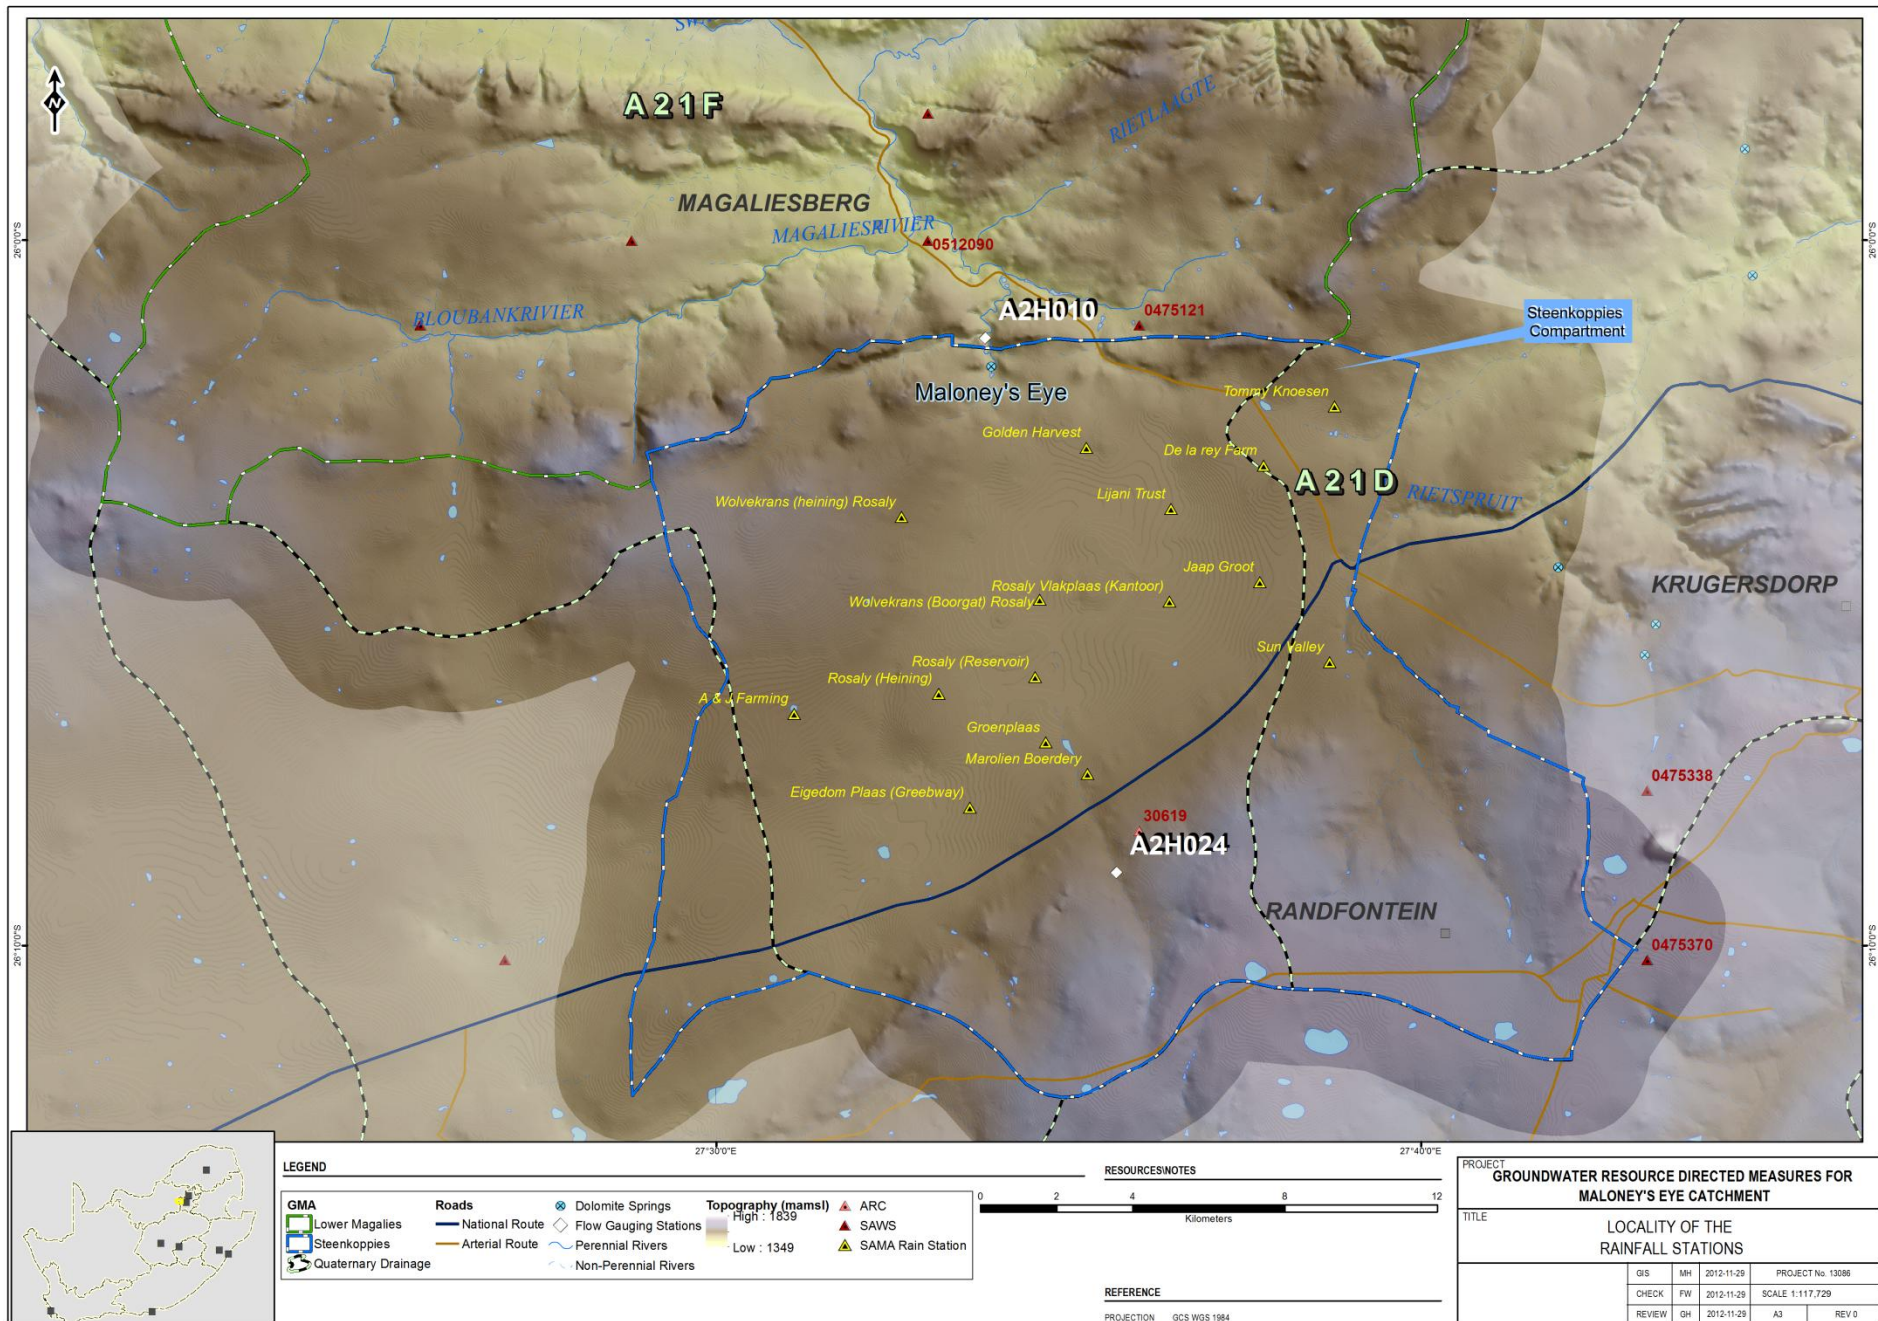 SW
A21F
RIETLAAGTE
MAGALIESBERG
MAGALIESRIVIER
26°0'0"S
26°0'0"S
0512090
BLOUBANKRIVIER
A2H010
0475121
Steenkoppies
Compartment
Maloney's Eye
Tommy Knoesen
Golden Harvest
De la rey Farm
A21D
RIETSPRUIT
Wolvekrans (heining) Rosaly
Lijani Trust
Jaap Groot
KRUGERSDORP
Rosaly Vlakplaas (Kantoor)
Wolvekrans (Boorgat) Rosaly
Sun Valley
Rosaly (Reservoir)
Rosaly (Heining)
A & J Farming
Groenplaas
Marolien Boerdery
0475338
Eigedom Plaas (Greebway)
30619
A2H024
RANDFONTEIN
26°10'0"S
26°10'0"S
0475370
27°30'0"E
27°40'0"E
LEGEND
GMA
Lower Magalies
Steenkoppies
Quaternary Drainage
Roads
National Route
Arterial Route
Dolomite Springs
Flow Gauging Stations
Perennial Rivers
Non-Perennial Rivers
Topography (mamsl)
High : 1839
Low : 1349
ARC
SAWS
SAMA Rain Station
RESOURCES\NOTES
0 2 4 8 12
Kilometers
REFERENCE
PROJECTION GCS WGS 1984
PROJECT
GROUNDWATER RESOURCE DIRECTED MEASURES FOR
MALONEY'S EYE CATCHMENT
TITLE
LOCALITY OF THE
RAINFALL STATIONS
GIS MH 2012-11-29 PROJECT No. 13086
CHECK FW 2012-11-29 SCALE 1:117,729
REVIEW GH 2012-11-29 A3 REV 0